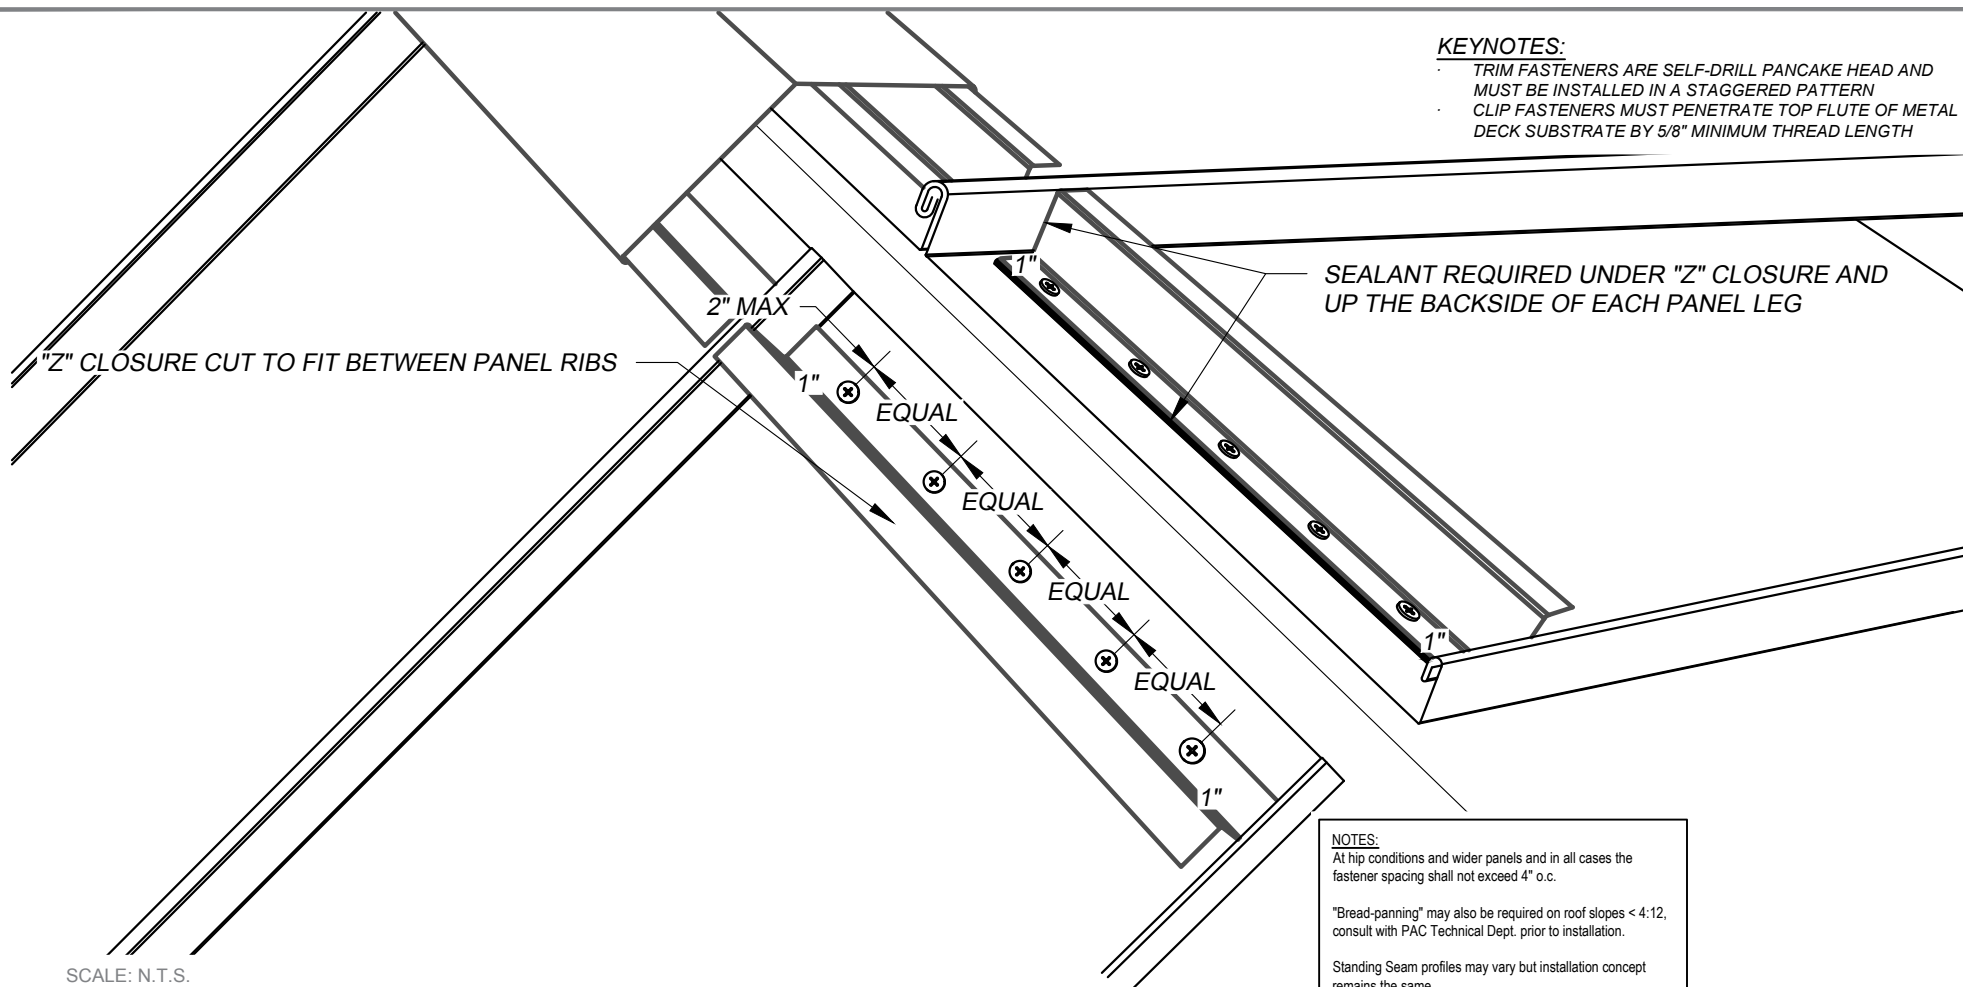 KEYNOTES:
· TRIM FASTENERS ARE SELF-DRILL PANCAKE HEAD AND
MUST BE INSTALLED IN A STAGGERED PATTERN
· CLIP FASTENERS MUST PENETRATE TOP FLUTE OF METAL
DECK SUBSTRATE BY 5/8" MINIMUM THREAD LENGTH
1"
SEALANT REQUIRED UNDER "Z" CLOSURE AND
UP THE BACKSIDE OF EACH PANEL LEG
2" MAX
"Z" CLOSURE CUT TO FIT BETWEEN PANEL RIBS
1"
EQUAL
EQUAL
EQUAL
1"
EQUAL
1"
NOTES:
At hip conditions and wider panels and in all cases the
fastener spacing shall not exceed 4" o.c.
"Bread-panning" may also be required on roof slopes < 4:12,
consult with PAC Technical Dept. prior to installation.
Standing Seam profiles may vary but installation concept
remains the same
SCALE: N.T.S.